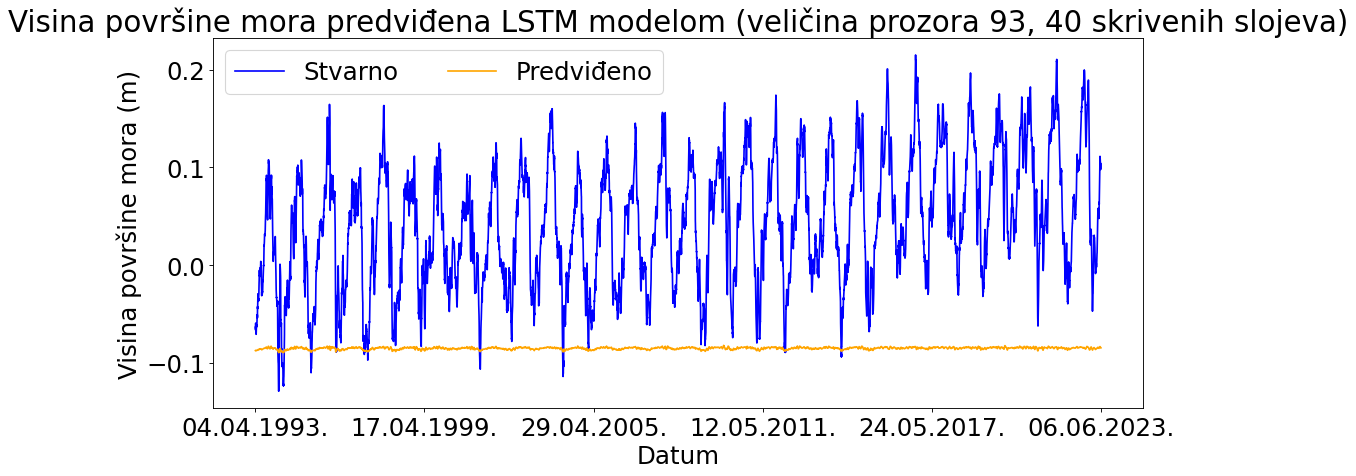 Visina površine mora predviđena LSTM modelom (veličina prozora 93, 40 skrivenih slojeva)
Stvarno Predviđeno
Visina površine mora (m)
0.2
0.1
0.0
−0.1
04.04.1993. 17.04.1999. 29.04.2005. 12.05.2011. 24.05.2017. 06.06.2023.
Datum